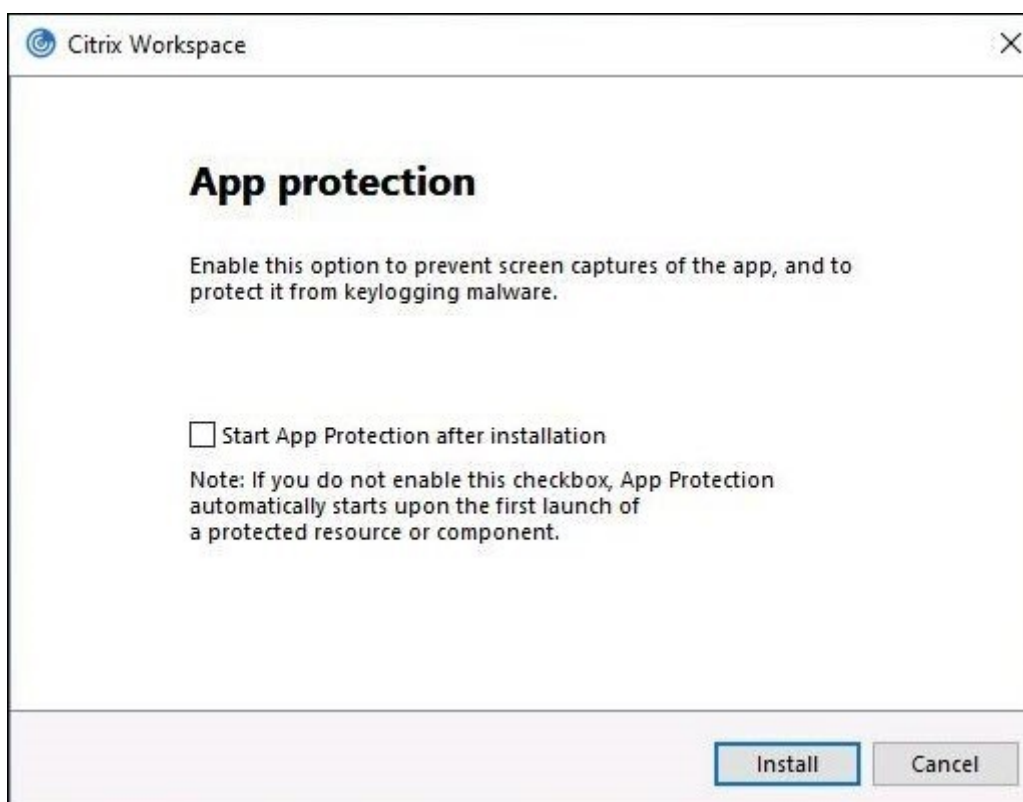 Citrix Workspace
App protection
Enable this option to prevent screen captures of the app, and to
protect it from keylogging malware.
Start App Protection after installation
Note: If you do not enable this checkbox, App Protection
automatically starts upon the first launch of
a protected resource or component.
Install
Cancel